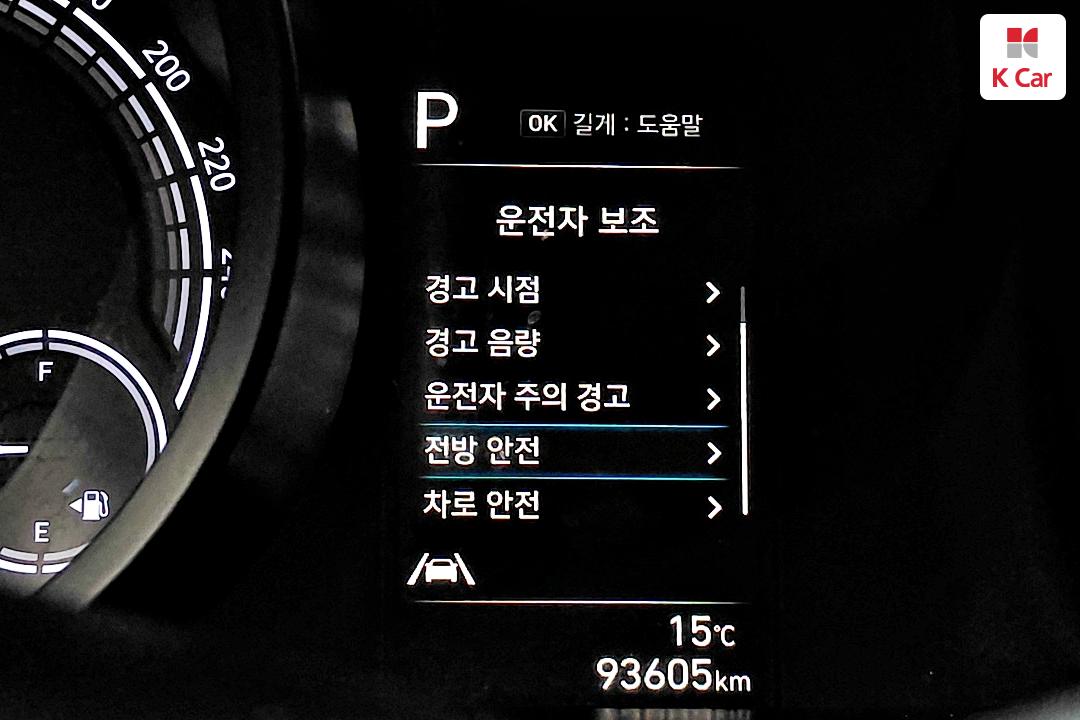 K Car
200
220
P
OK 길게 : 도움말
운전자 보조
경고 시점
경고 음량
운전자 주의 경고
전방 안전
차로 안전
F
E
15℃
93605km